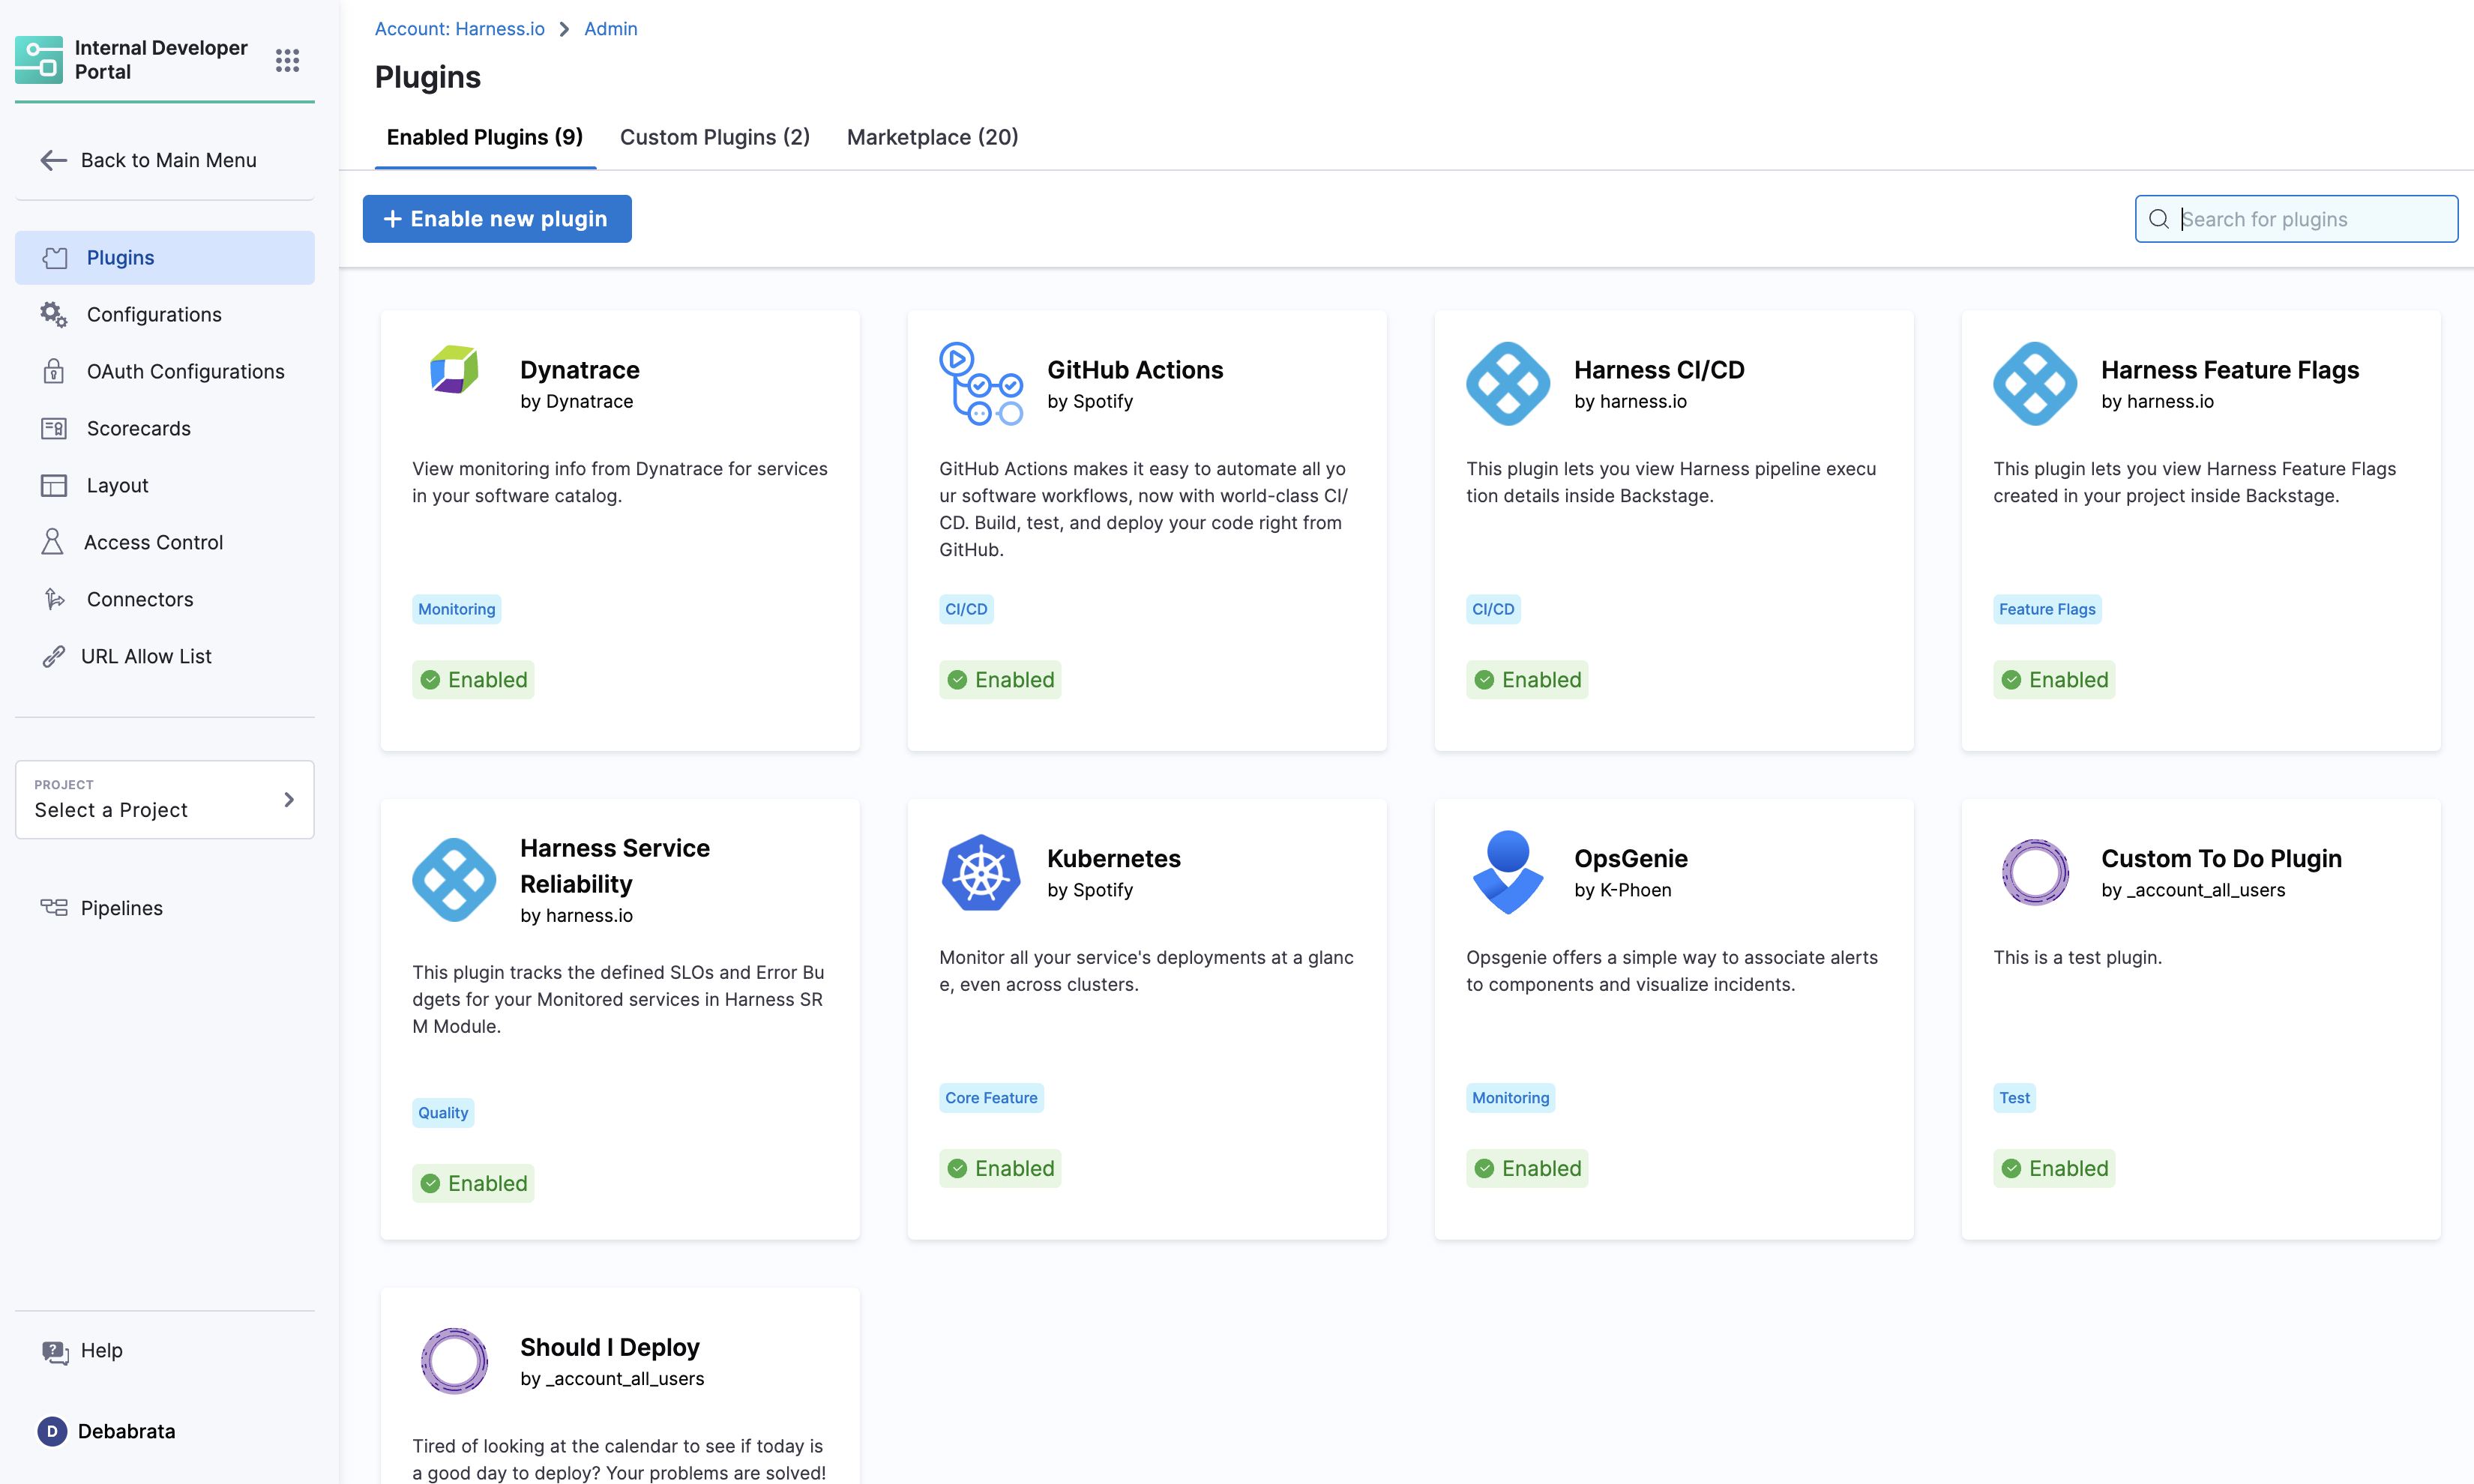 Internal Developer
Portal
Back to Main Menu
Plugins
Configurations
OAuth Configurations
Scorecards
Layout
Access Control
Connectors
URL Allow List
PROJECT
Select a Project
Pipelines
Help
D
Debabrata
Account: Harness.io > Admin
Plugins
Enabled Plugins (9) Custom Plugins (2) Marketplace (20)
+ Enable new plugin
Search for plugins
Dynatrace
by Dynatrace
View monitoring info from Dynatrace for services
in your software catalog.
Monitoring
Enabled
GitHub Actions
by Spotify
GitHub Actions makes it easy to automate all yo
ur software workflows, now with world-class CI/
CD. Build, test, and deploy your code right from
GitHub.
CI/CD
Enabled
Harness CI/CD
by harness.io
This plugin lets you view Harness pipeline execu
tion details inside Backstage.
CI/CD
Enabled
Harness Feature Flags
by harness.io
This plugin lets you view Harness Feature Flags
created in your project inside Backstage.
Feature Flags
Enabled
Harness Service
Reliability
by harness.io
This plugin tracks the defined SLOs and Error Bu
dgets for your Monitored services in Harness SR
M Module.
Quality
Enabled
Kubernetes
by Spotify
Monitor all your service's deployments at a glanc
e, even across clusters.
Core Feature
Enabled
OpsGenie
by K-Phoen
Opsgenie offers a simple way to associate alerts
to components and visualize incidents.
Monitoring
Enabled
Custom To Do Plugin
by _account_all_users
This is a test plugin.
Test
Enabled
Should I Deploy
by _account_all_users
Tired of looking at the calendar to see if today is
a good day to deploy? Your problems are solved!